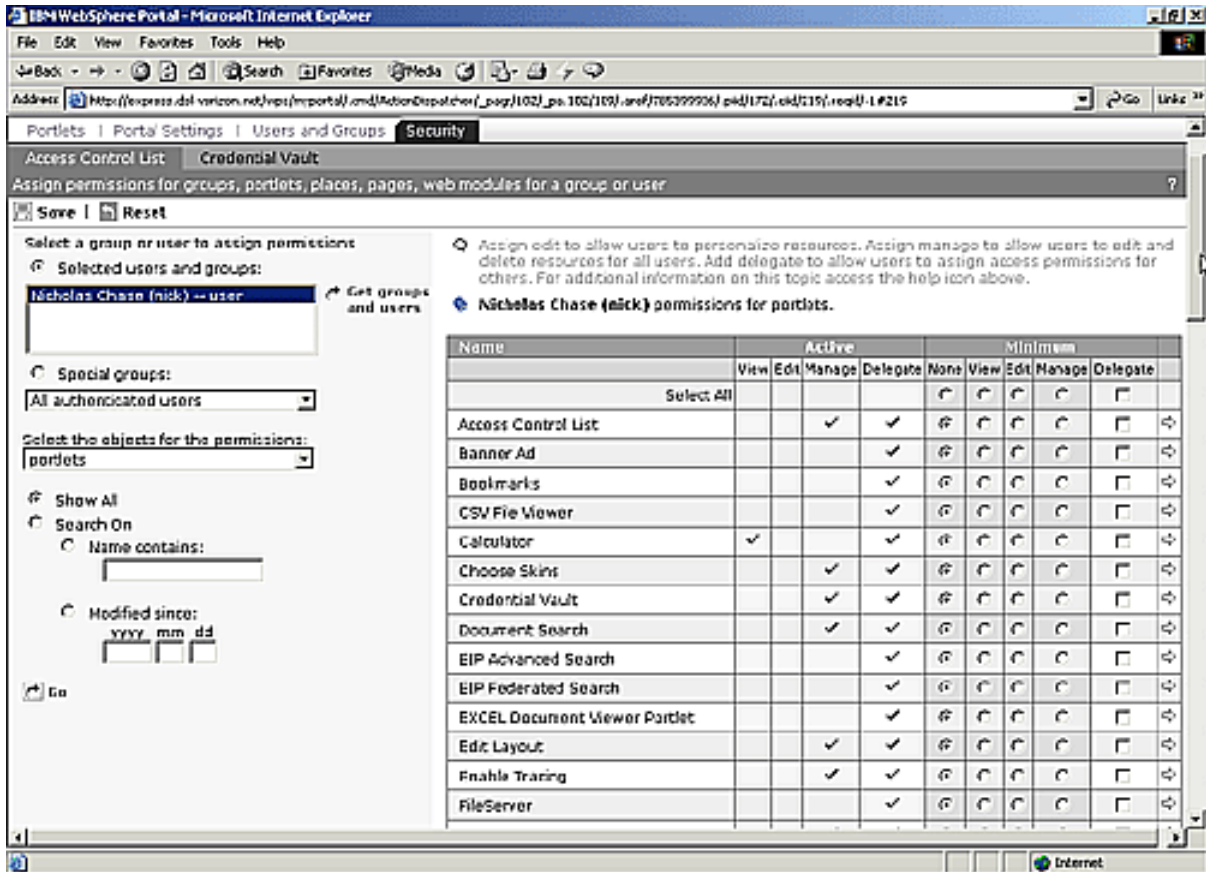 IBM WebSphere Portal - Microsoft Internet Explorer
File Edit View Favorites Tools Help
Back Search Favorites Media
Address Go Links »
Portlets | Portal Settings | Users and Groups Security
Access Control List Credential Vault
Assign permissions for groups, portlets, places, pages, web modules for a group or user ?
Save | Reset
Select a group or user to assign permissions
Selected users and groups:
Nicholas Chase (nick) -- user
Get groups and users
Special groups:
All authenticated users
Select the objects for the permissions:
portlets
Show All
Search On
Name contains:
Modified since:
yyyy mm dd
Go
Assign edit to allow users to personalize resources. Assign manage to allow users to edit and
delete resources for all users. Add delegate to allow users to assign access permissions for
others. For additional information on this topic access the help icon above.
Nicholas Chase (nick) permissions for portlets.
Name Active Minimum
View Edit Manage Delegate None View Edit Manage Delegate
Select All
Access Control List
Banner Ad
Bookmarks
CSV File Viewer
Calculator
Choose Skins
Credential Vault
Document Search
EIP Advanced Search
EIP Federated Search
EXCEL Document Viewer Portlet
Edit Layout
Enable Tracing
FileServer
Internet